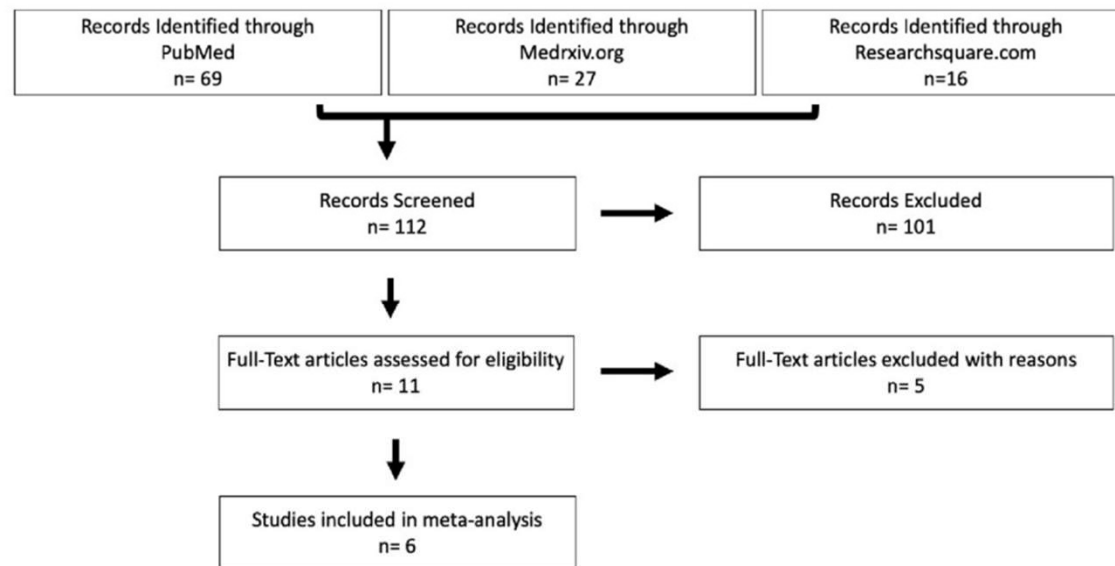 Records Identified through
PubMed
n= 69
Records Identified through
Medrxiv.org
n= 27
Records Identified through
Researchsquare.com
n=16
Records Screened
n= 112
Records Excluded
n= 101
Full-Text articles assessed for eligibility
n= 11
Full-Text articles excluded with reasons
n= 5
Studies included in meta-analysis
n= 6